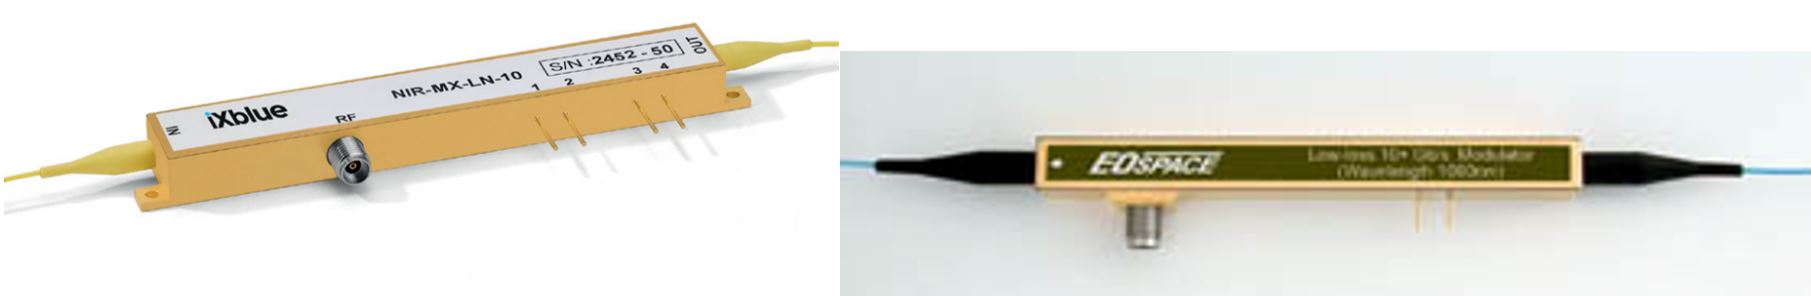 IN
iXblue
RF
NIR-MX-LN-10
S/N :2452 - 50
1 2 3 4
OUT
EOSPACE
Low-loss 10+ Gb/s Modulator
(Wavelength 1060nm)